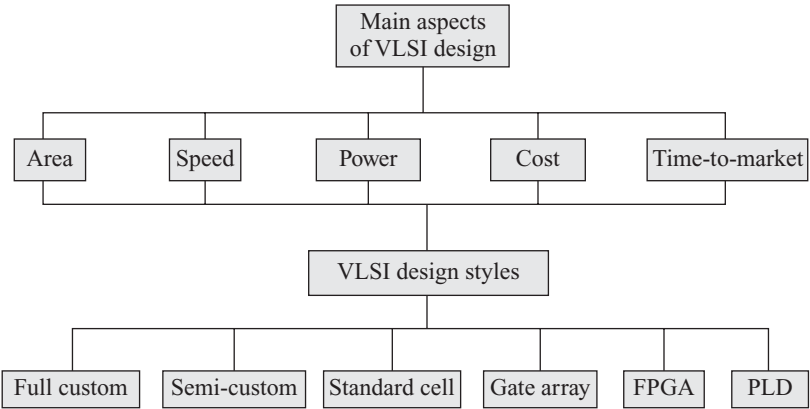 Main aspects
of VLSI design
Area
Speed
Power
Cost
Time-to-market
VLSI design styles
Full custom
Semi-custom
Standard cell
Gate array
FPGA
PLD